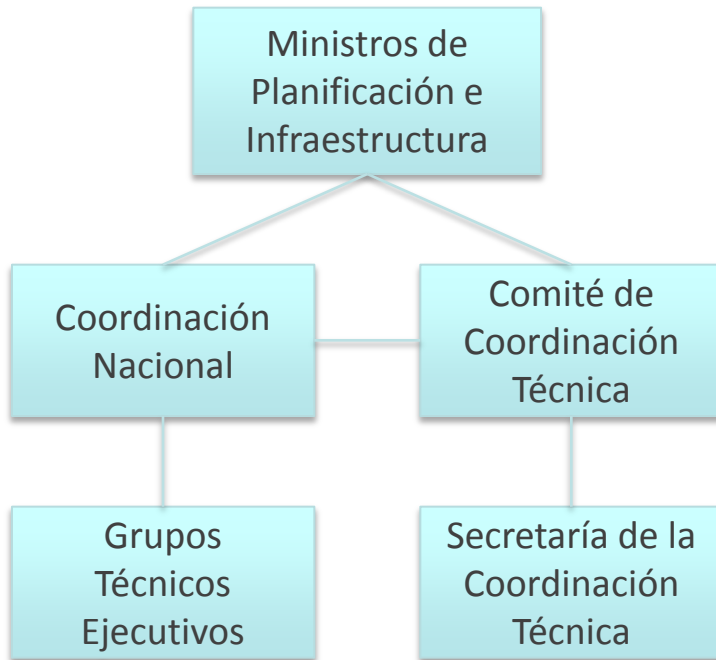 Ministros de
Planificación e
Infraestructura
Coordinación
Nacional
Comité de
Coordinación
Técnica
Grupos
Técnicos
Ejecutivos
Secretaría de la
Coordinación
Técnica